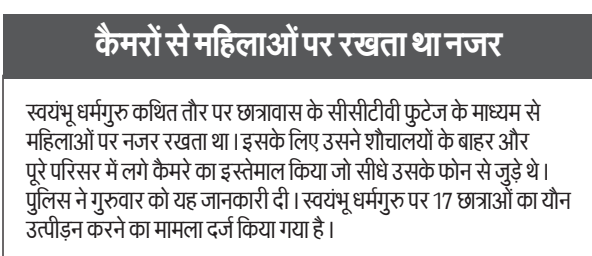 कैमरों से महिलाओं पर रखता था नजर
स्वयंभू धर्मगुरु कथित तौर पर छात्रावास के सीसीटीवी फुटेज के माध्यम से
महिलाओं पर नजर रखता था। इसके लिए उसने शौचालयों के बाहर और
पूरे परिसर में लगे कैमरे का इस्तेमाल किया जो सीधे उसके फोन से जुड़े थे।
पुलिस ने गुरुवार को यह जानकारी दी। स्वयंभू धर्मगुरु पर 17 छात्राओं का यौन
उत्पीड़न करने का मामला दर्ज किया गया है।